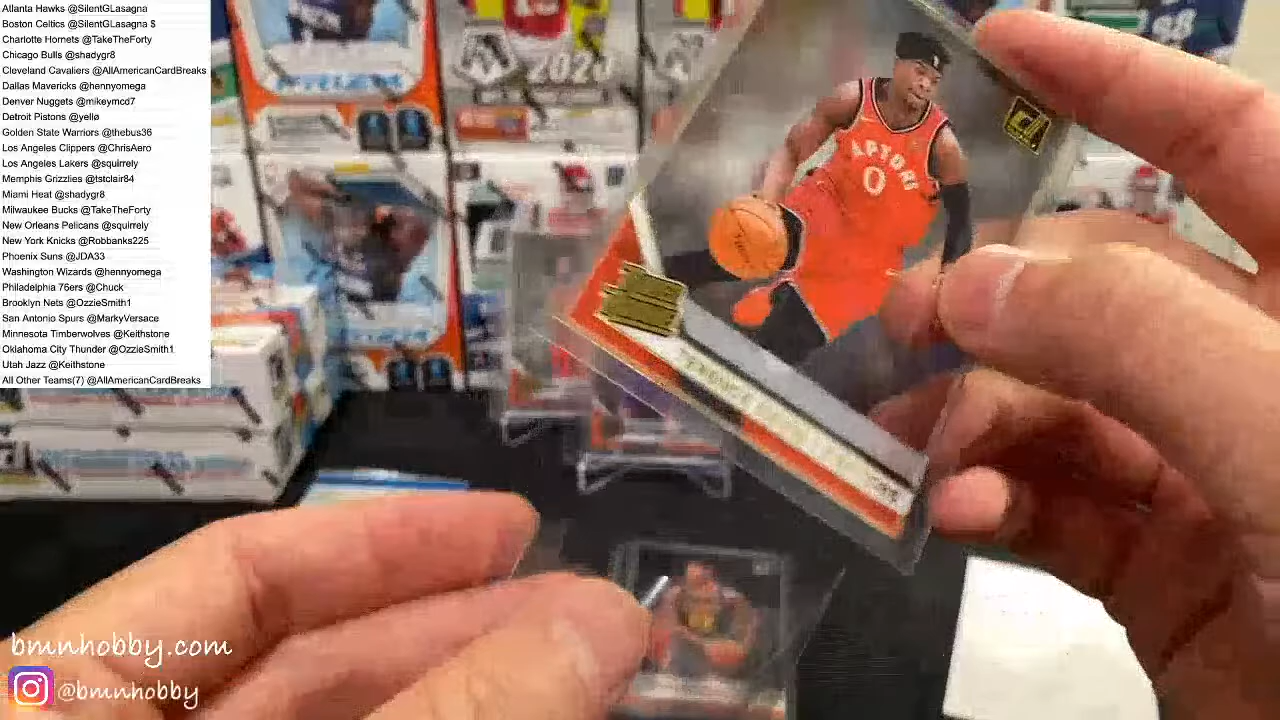 Atlanta Hawks @SilentGLasagna
Boston Celtics @SilentGLasagna $
Charlotte Hornets @TakeTheForty
Chicago Bulls @shadygr8
Cleveland Cavaliers @AllAmericanCardBreaks
Dallas Mavericks @hennyomega
Denver Nuggets @mikeymcd7
Detroit Pistons @yellø
Golden State Warriors @thebus36
Los Angeles Clippers @ChrisAero
Los Angeles Lakers @squirrely
Memphis Grizzlies @tstclair84
Miami Heat @shadygr8
Milwaukee Bucks @TakeTheForty
New Orleans Pelicans @squirrely
New York Knicks @Robbanks225
Phoenix Suns @JDA33
Washington Wizards @hennyomega
Philadelphia 76ers @Chuck
Brooklyn Nets @OzzieSmith1
San Antonio Spurs @MarkyVersace
Minnesota Timberwolves @Keithstone
Oklahoma City Thunder @OzzieSmith1
Utah Jazz @Keithstone
All Other Teams(7) @AllAmericanCardBreaks
2020
88
APTORS
0
bmnhobby.com
@bmnhobby